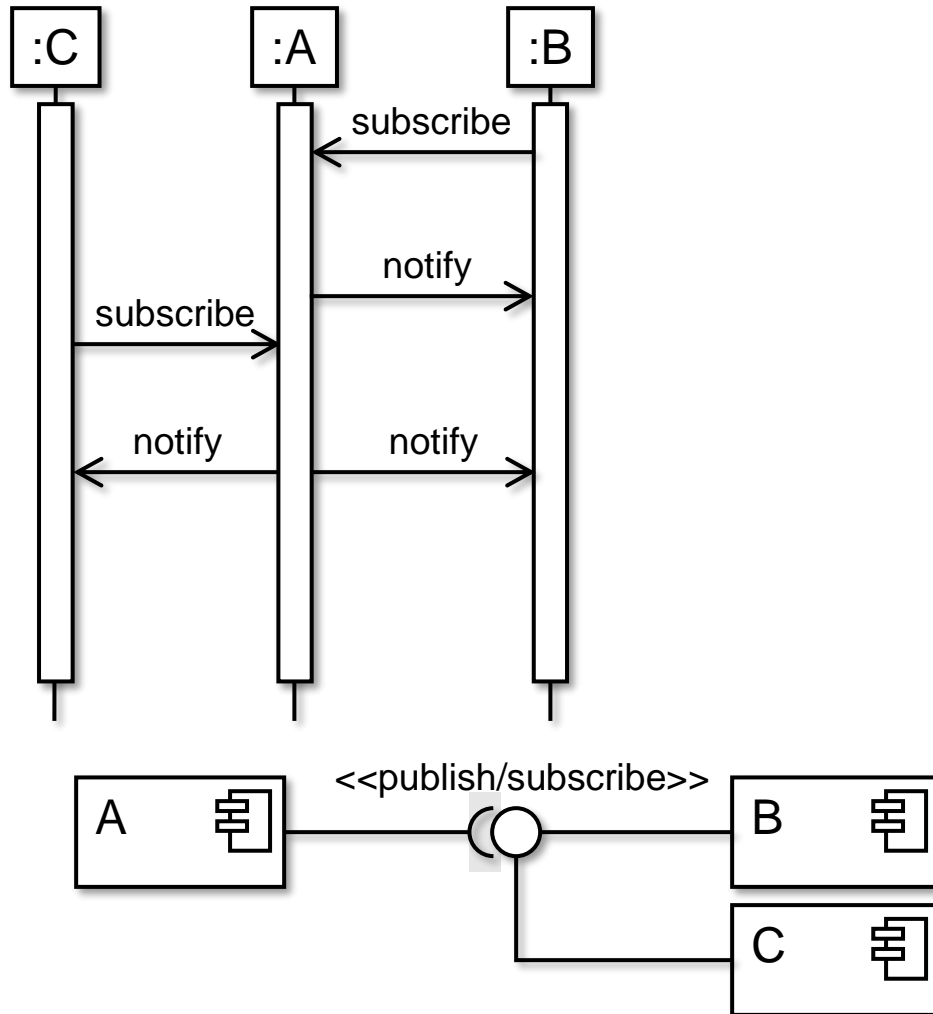 :C :A :B
subscribe
notify
subscribe
notify notify
<<publish/subscribe>>
A B
C